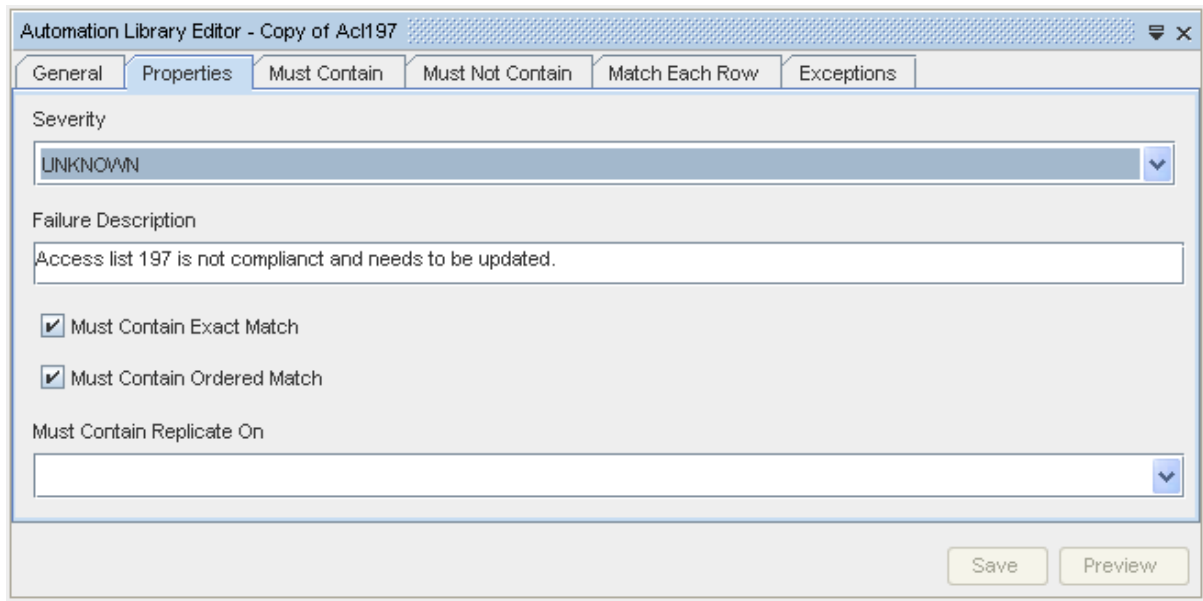 Automation Library Editor - Copy of Acl197
General Properties Must Contain Must Not Contain Match Each Row Exceptions
Severity
UNKNOWN
Failure Description
Access list 197 is not complianct and needs to be updated.
Must Contain Exact Match
Must Contain Ordered Match
Must Contain Replicate On
Save Preview